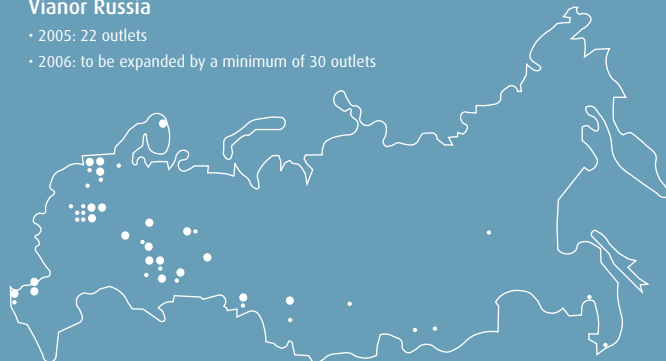 Vianor Russia
• 2005: 22 outlets
• 2006: to be expanded by a minimum of 30 outlets